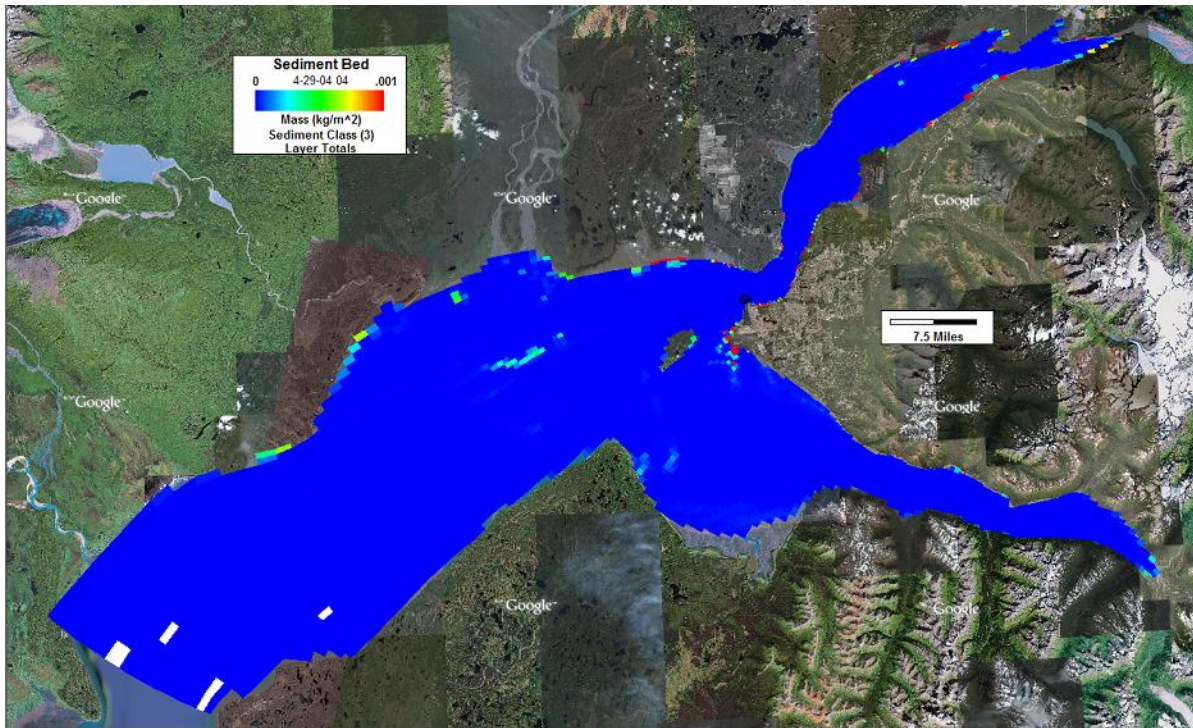 Sediment Bed
0 4-29-04 04 .001
Mass (kg/m^2)
Sediment Class (3)
Layer Totals
Google
Google
7.5 Miles
Google
Google
Google
Google